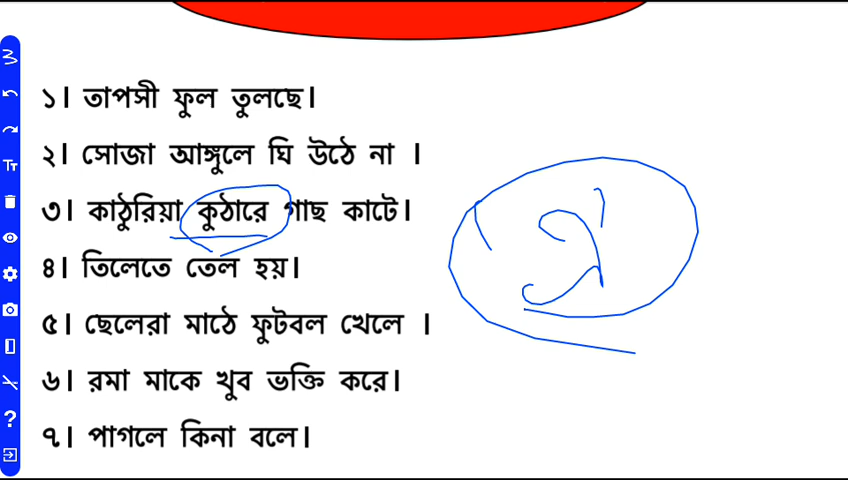 ১। তাপসী ফুল তুলছে।
২। সোজা আঙ্গুলে ঘি উঠে না ।
৩। কাঠুরিয়া কুঠারে গাছ কাটে।
৪। তিলেতে তেল হয়।
৫। ছেলেরা মাঠে ফুটবল খেলে ।
৬। রমা মাকে খুব ভক্তি করে।
৭। পাগলে কিনা বলে।